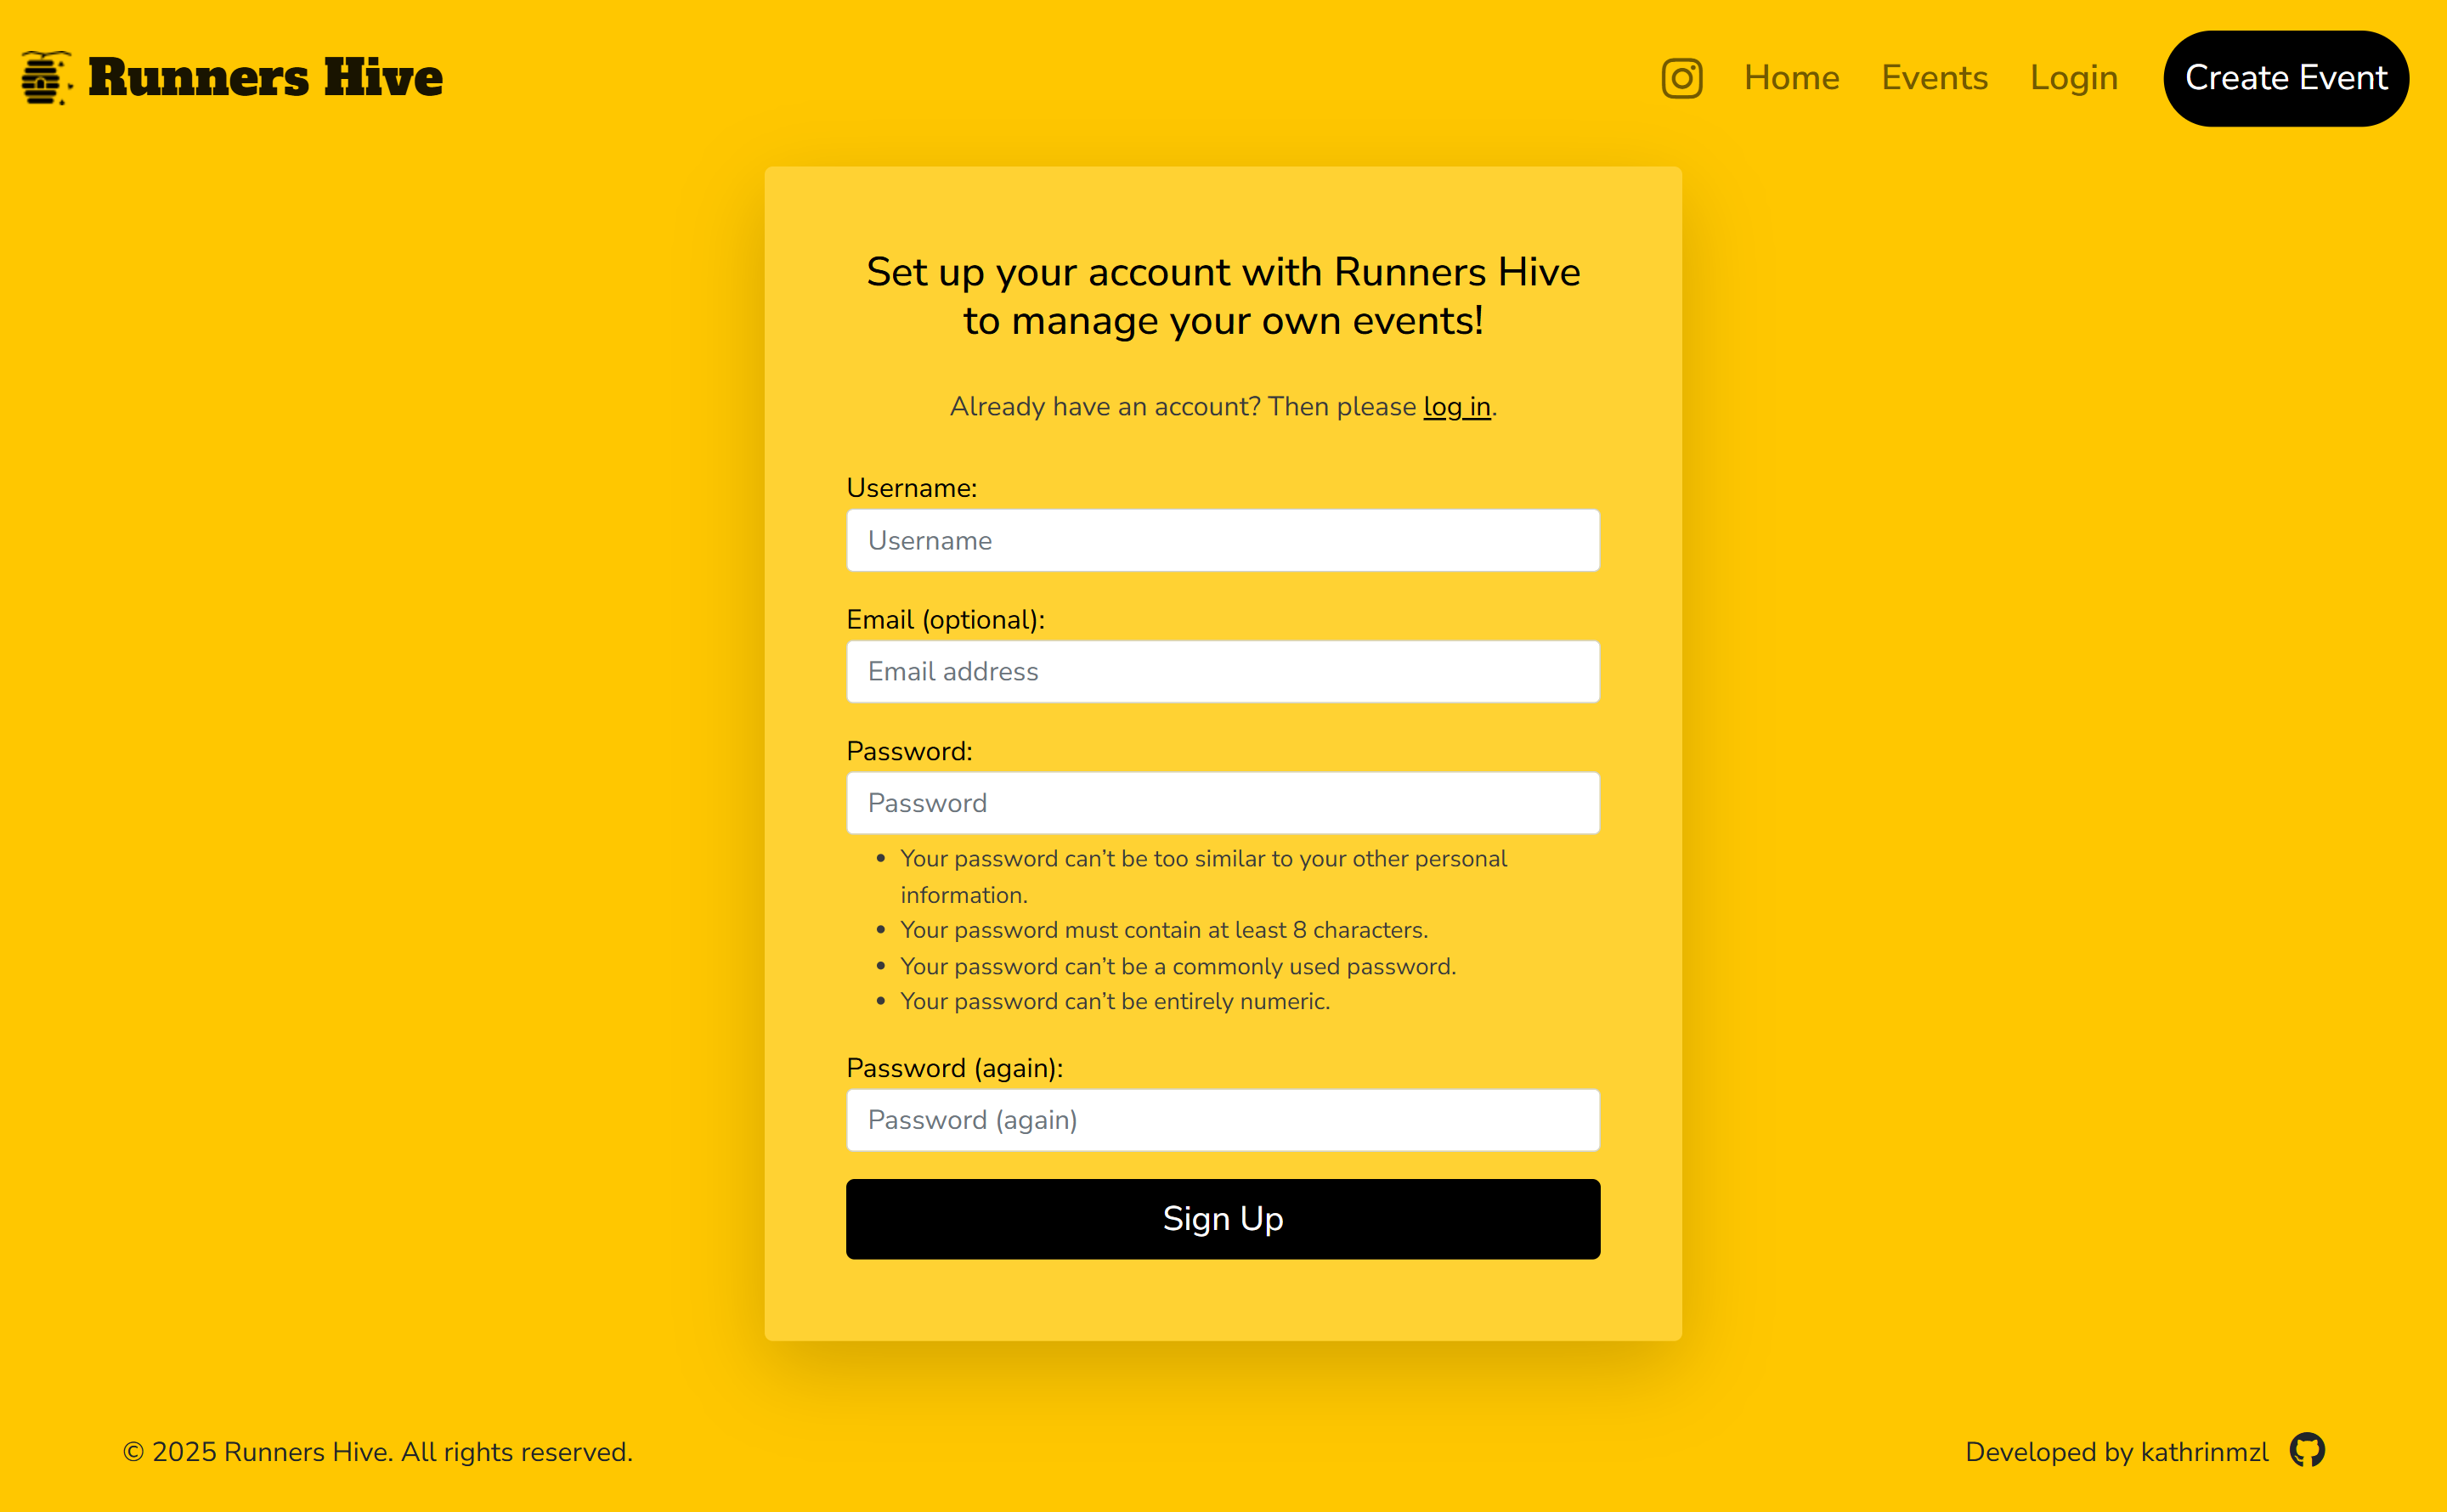 Runners Hive
Home Events Login Create Event
Set up your account with Runners Hive
to manage your own events!
Already have an account? Then please log in.
Username:
Username
Email (optional):
Email address
Password:
Password
Your password can’t be too similar to your other personal
information.
Your password must contain at least 8 characters.
Your password can’t be a commonly used password.
Your password can’t be entirely numeric.
Password (again):
Password (again)
Sign Up
© 2025 Runners Hive. All rights reserved.
Developed by kathrinmzl